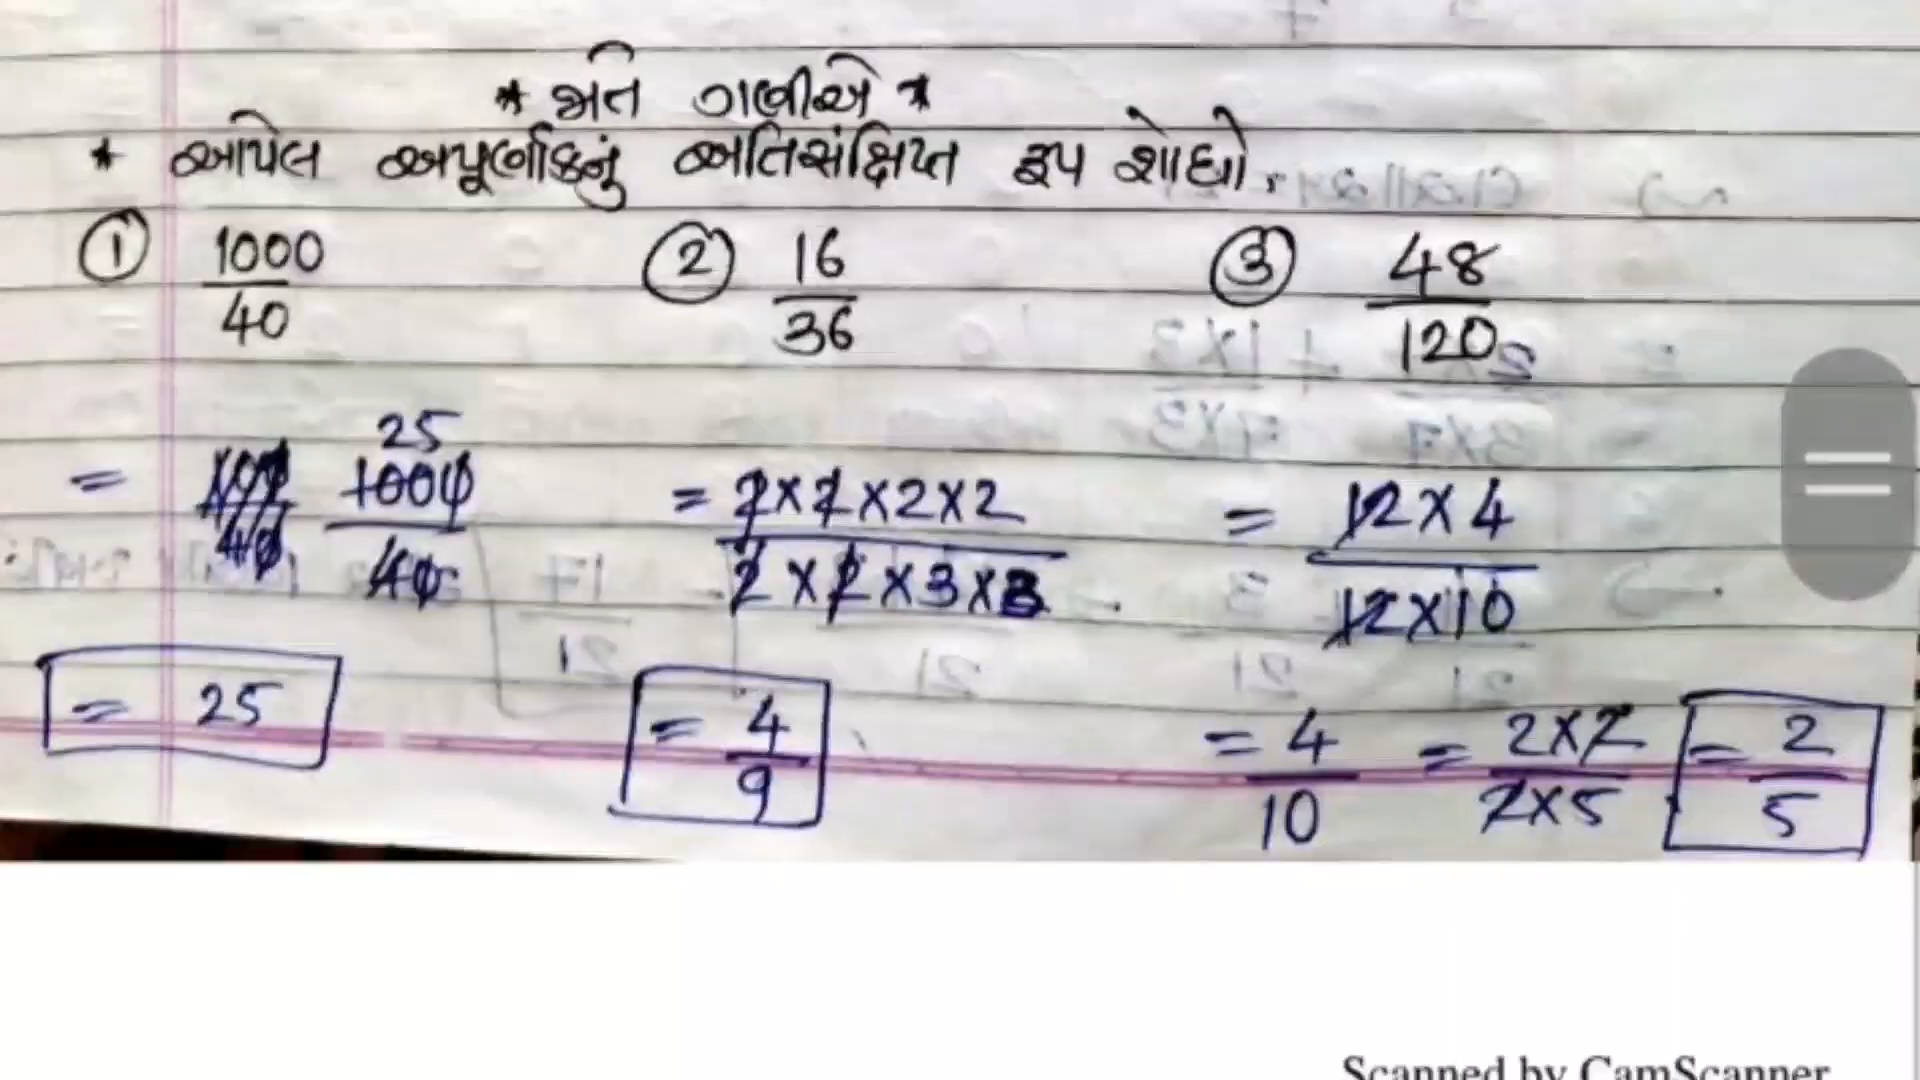 * જાતે ગણીએ *
* આપેલ અપૂર્ણાંકનું અતિસંક્ષિપ્ત રૂપ શોધો.
① 1000/40 ② 16/36 ③ 48/120
25
= 1000/40 = 2×2×2×2/2×2×3×3 = 12×4/12×10
= 25 = 4/9 = 4/10 = 2×2/2×5 = 2/5
Scanned by CamScanner